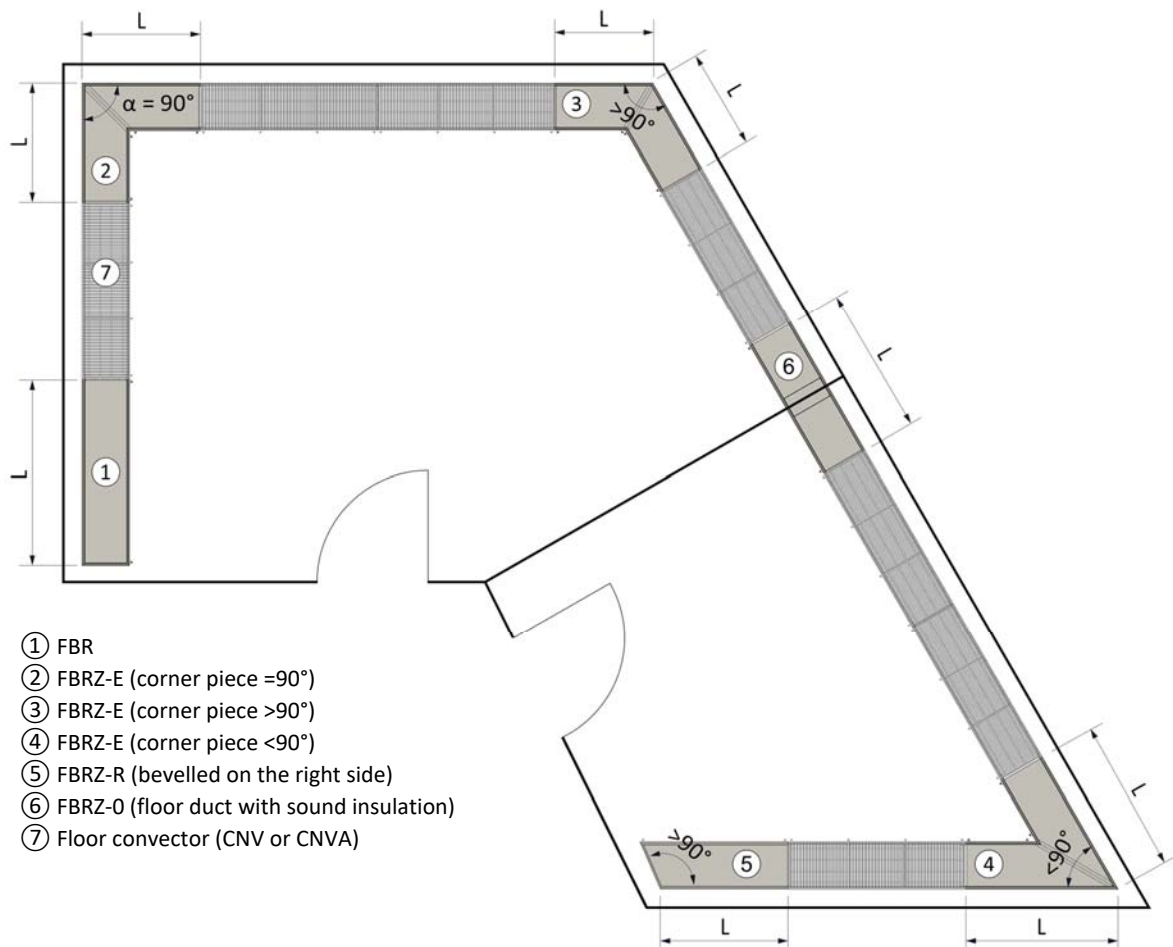 L
L
L
α = 90°
3
>90°
L
2
7
L
6
L
1
① FBR
② FBRZ-E (corner piece =90°)
③ FBRZ-E (corner piece >90°)
④ FBRZ-E (corner piece <90°)
⑤ FBRZ-R (bevelled on the right side)
⑥ FBRZ-0 (floor duct with sound insulation)
⑦ Floor convector (CNV or CNVA)
L
>90°
5
4
<90°
L
L